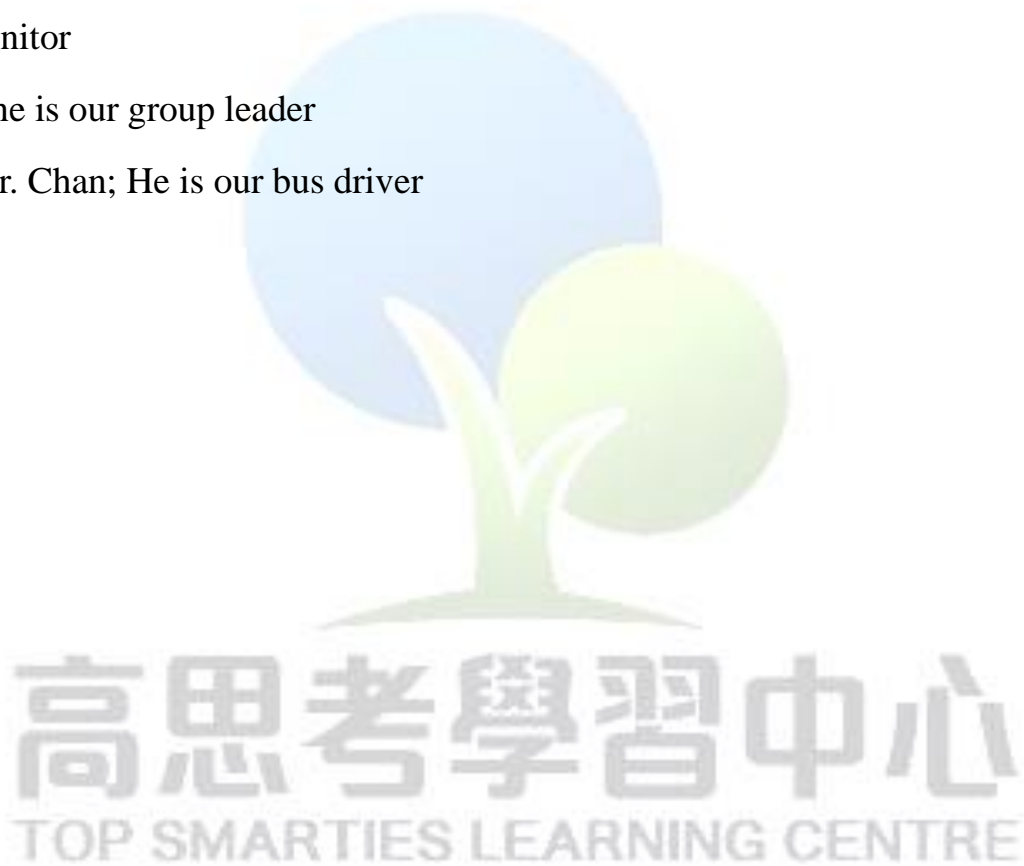 nitor
ne is our group leader
r. Chan; He is our bus driver
高思考學習中心
TOP SMARTIES LEARNING CENTRE